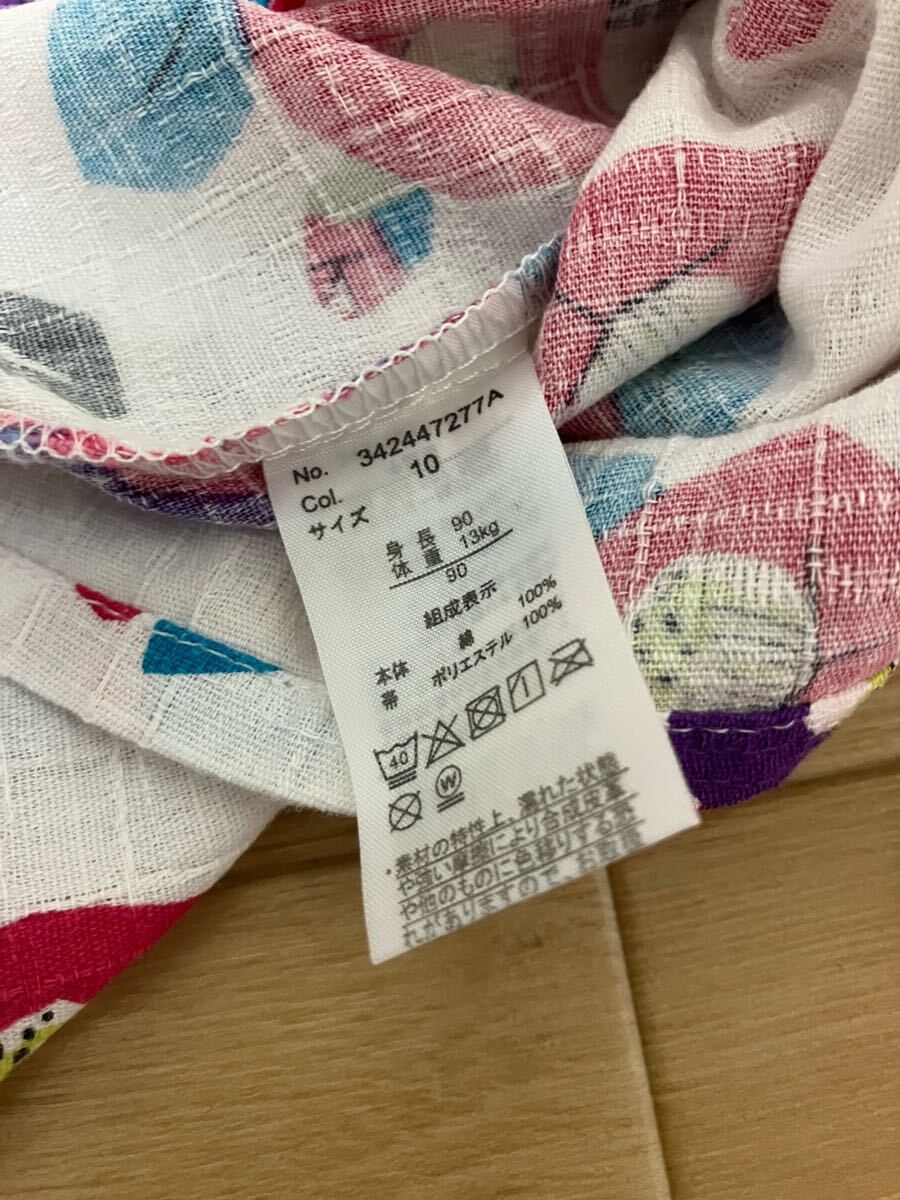 No. 342447277A
Col. 10
サイズ
身長 90
体重 13kg
90
組成表示
本体 綿 100%
帯 ポリエステル 100%
40 1
W
・素材の特性上、濡れた状態
や強い摩擦により合成皮革
や他のものに色移りする恐
れがありますので、お取扱